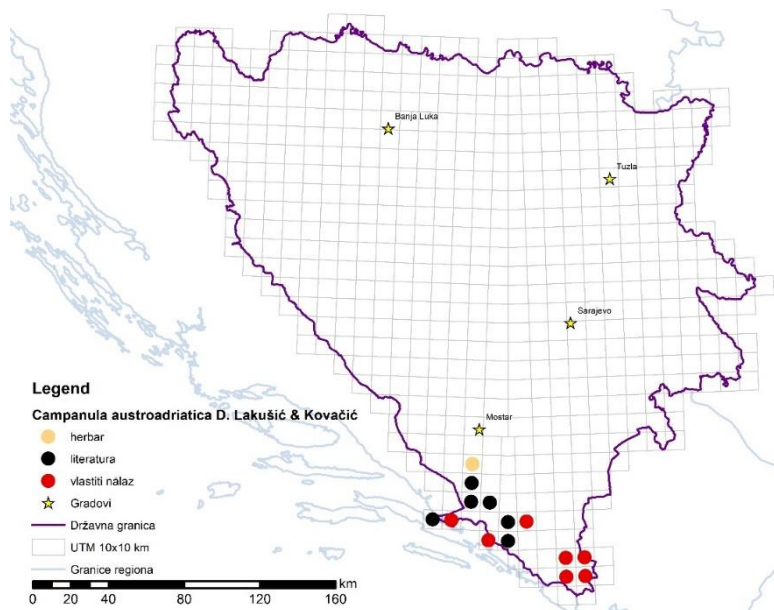 Banja Luka
Tuzla
Sarajevo
Mostar
Legend
Campanula austroadriatica D. Lakušić & Kovačić
herbar
literatura
vlastiti nalaz
Gradovi
Državna granica
UTM 10x10 km
Granice regiona
km
0 20 40 80 120 160